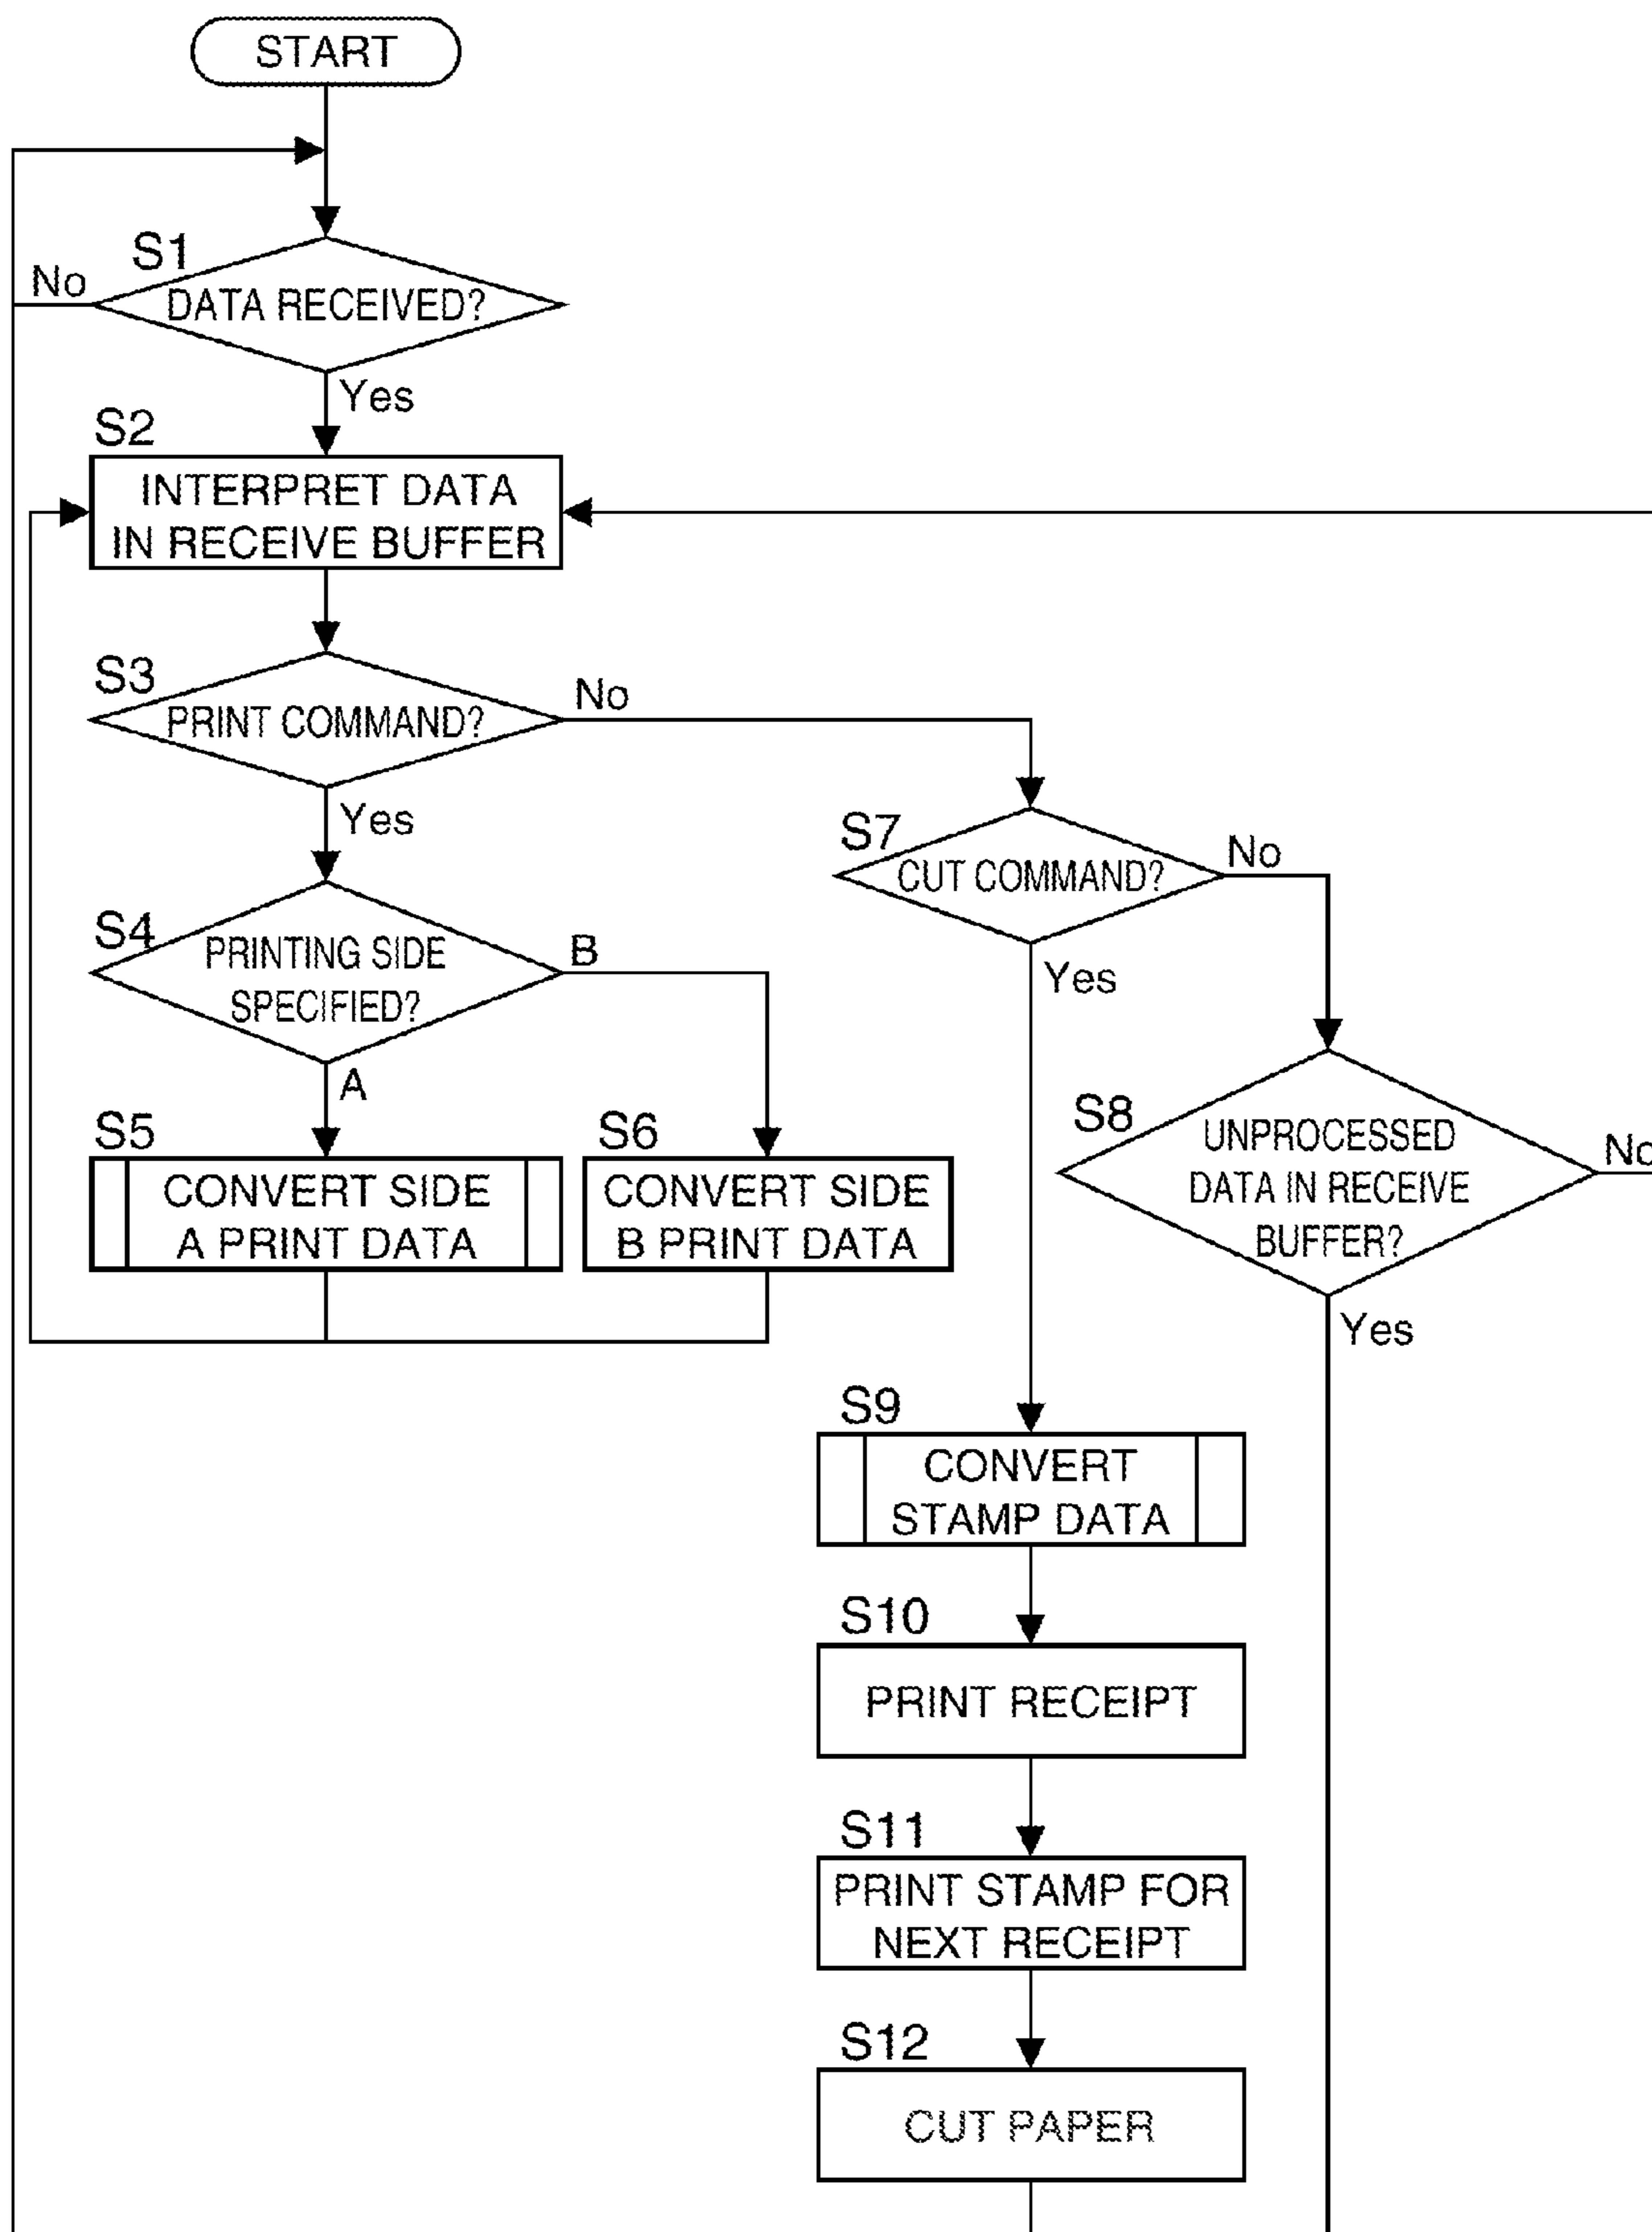 START
S1
No
DATA RECEIVED?
Yes
S2
INTERPRET DATA
IN RECEIVE BUFFER
S3
PRINT COMMAND?
No
Yes
S7
CUT COMMAND?
No
Yes
S4
PRINTING SIDE
SPECIFIED?
B
A
S5
CONVERT SIDE
A PRINT DATA
S6
CONVERT SIDE
B PRINT DATA
S8
UNPROCESSED
DATA IN RECEIVE
BUFFER?
No
Yes
S9
CONVERT
STAMP DATA
S10
PRINT RECEIPT
S11
PRINT STAMP FOR
NEXT RECEIPT
S12
CUT PAPER